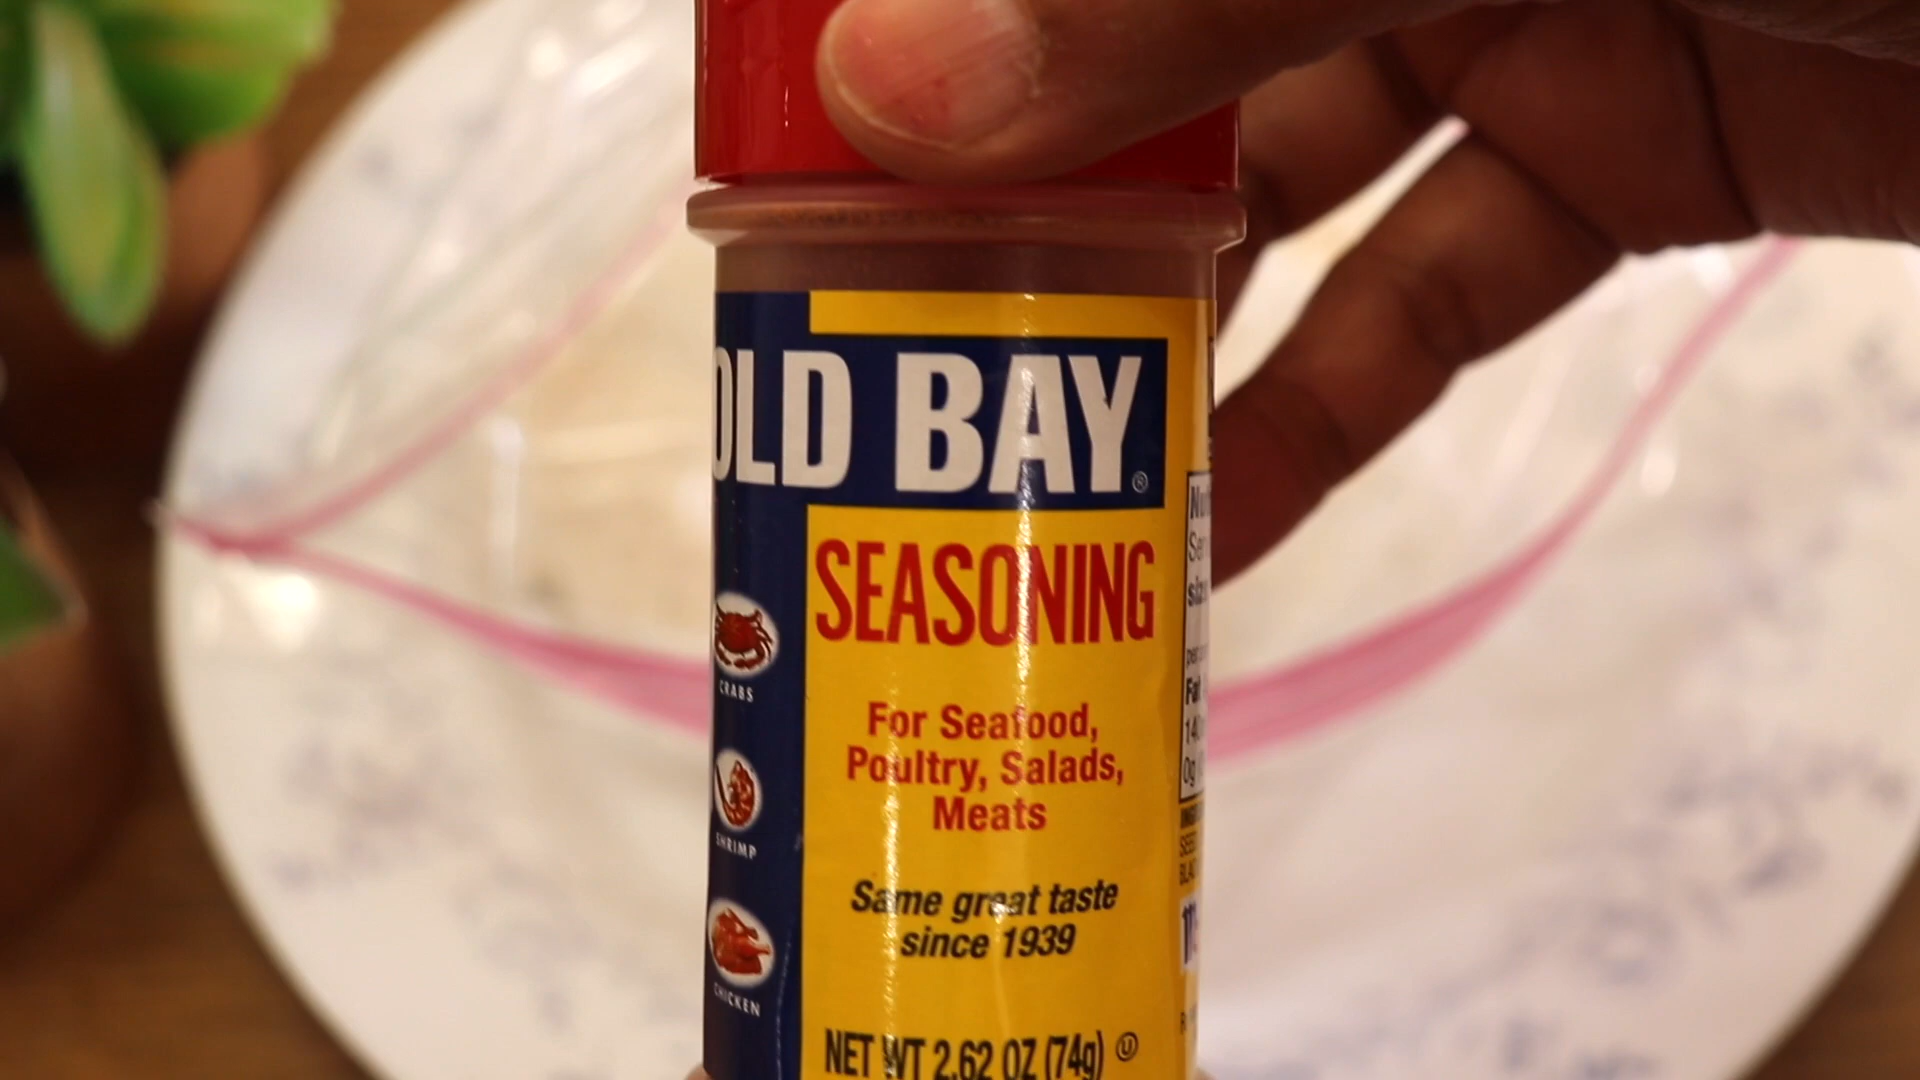 OLD BAY®
SEASONING
For Seafood,
Poultry, Salads,
Meats
Same great taste
since 1939
NET WT 2.62 OZ (74g) Ⓤ
CRABS
SHRIMP
CHICKEN